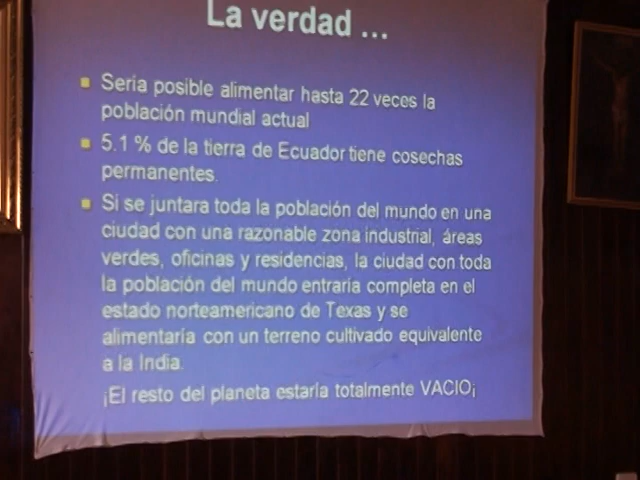 La verdad ...
Sería posible alimentar hasta 22 veces la
población mundial actual
5.1 % de la tierra de Ecuador tiene cosechas
permanentes.
Si se juntara toda la población del mundo en una
ciudad con una razonable zona industrial, áreas
verdes, oficinas y residencias, la ciudad con toda
la población del mundo entraría completa en el
estado norteamericano de Texas y se
alimentaría con un terreno cultivado equivalente
a la India.
¡El resto del planeta estaría totalmente VACIO¡